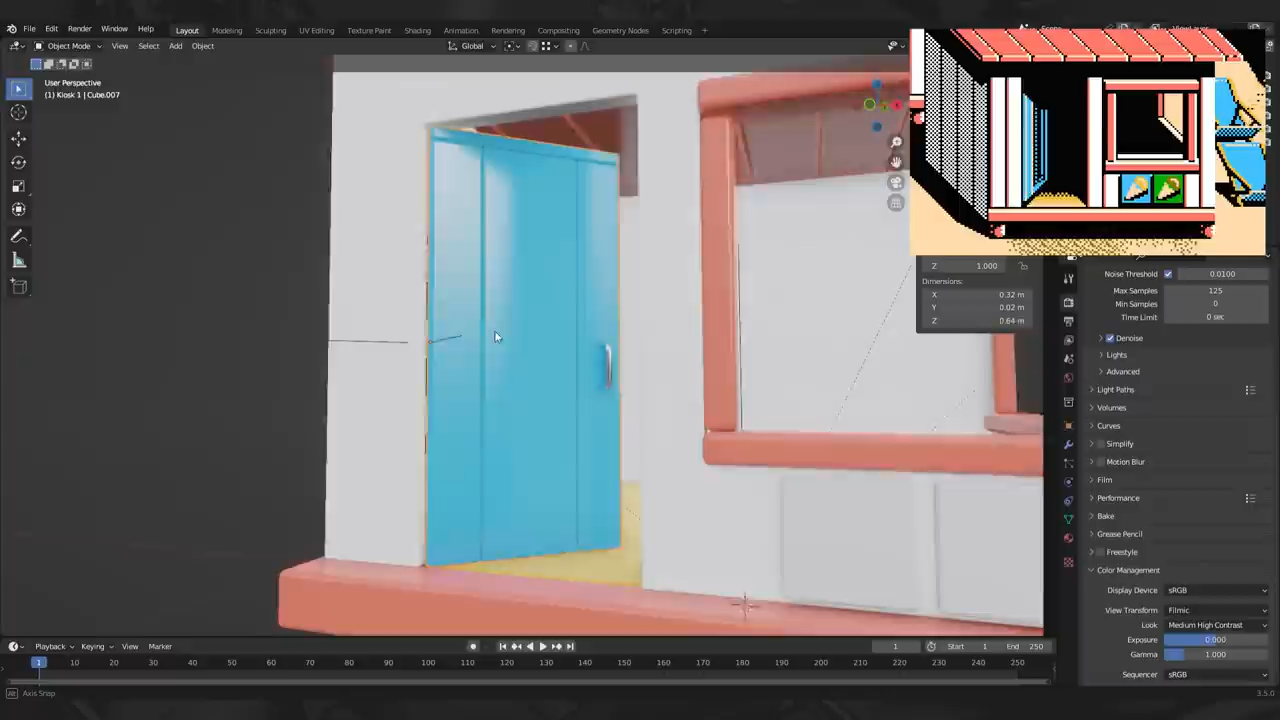 File Edit Render Window Help
Layout Modeling Sculpting UV Editing Texture Paint Shading Animation Rendering Compositing Geometry Nodes Scripting +
Object Mode View Select Add Object Global
User Perspective
(1) Kiosk 1 | Cube.007
Z 1.000
Dimensions:
X 0.32 m
Y 0.02 m
Z 0.64 m
Noise Threshold 0.0100
Max Samples 125
Min Samples 0
Time Limit 0 sec
Denoise
Lights
Advanced
Light Paths
Volumes
Curves
Simplify
Motion Blur
Film
Performance
Bake
Grease Pencil
Freestyle
Color Management
Display Device sRGB
View Transform Filmic
Look Medium High Contrast
Exposure 0.000
Gamma 1.000
Sequencer sRGB
Playback Keying View Marker 1 Start 1 End 250
1 10 20 30 40 50 60 70 80 90 100 110 120 130 140 150 160 170 180 190 200 210 220 230 240 250
Alt Axis Snap 3.5.0